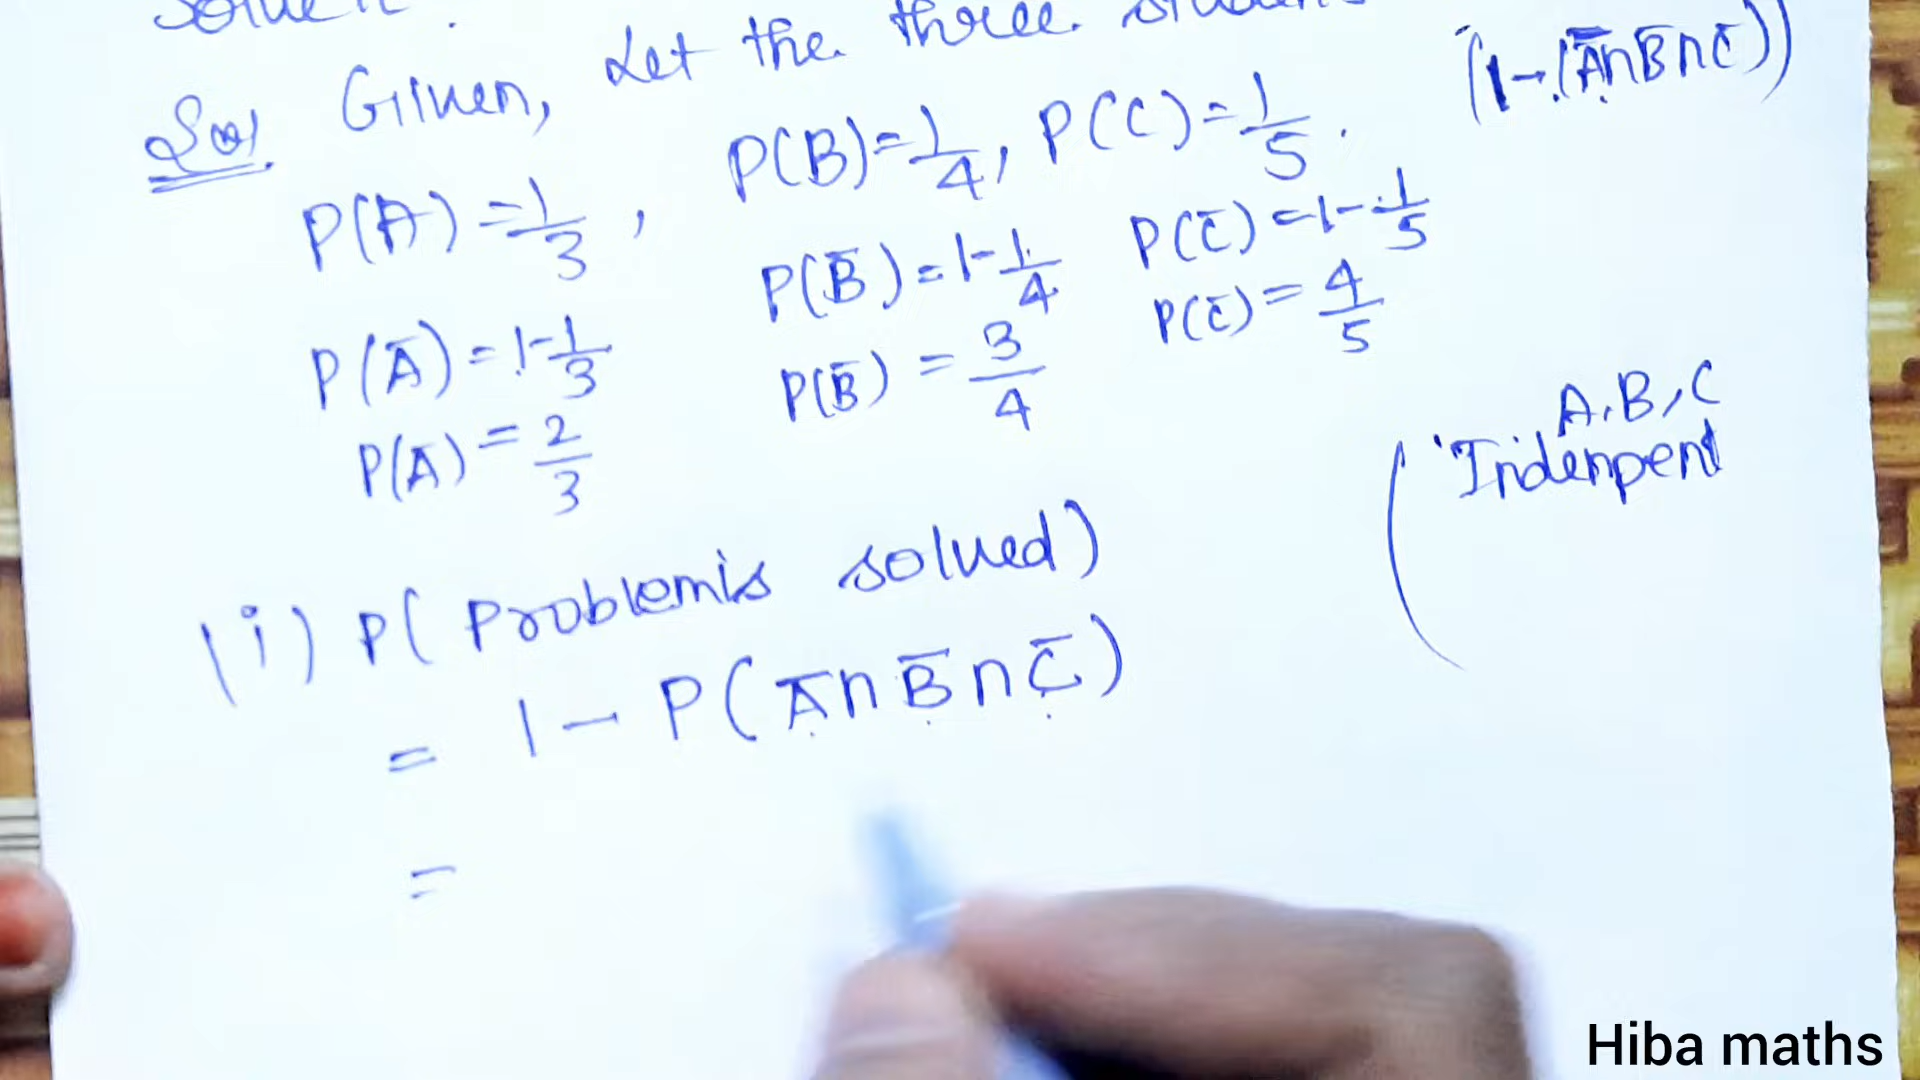 Given, Let the three
(1-(A̅∩B̅∩C̅))
Sol
P(A) = 1/3, P(B) = 1/4, P(C) = 1/5.
P(A̅) = 1 - 1/3 P(B̅) = 1 - 1/4 P(C̅) = 1 - 1/5
P(A̅) = 2/3 P(B̅) = 3/4 P(C̅) = 4/5
A, B, C
Indenpent
(i) P(Problem is solved)
= 1 - P(A̅∩B̅∩C̅)
=
Hiba maths